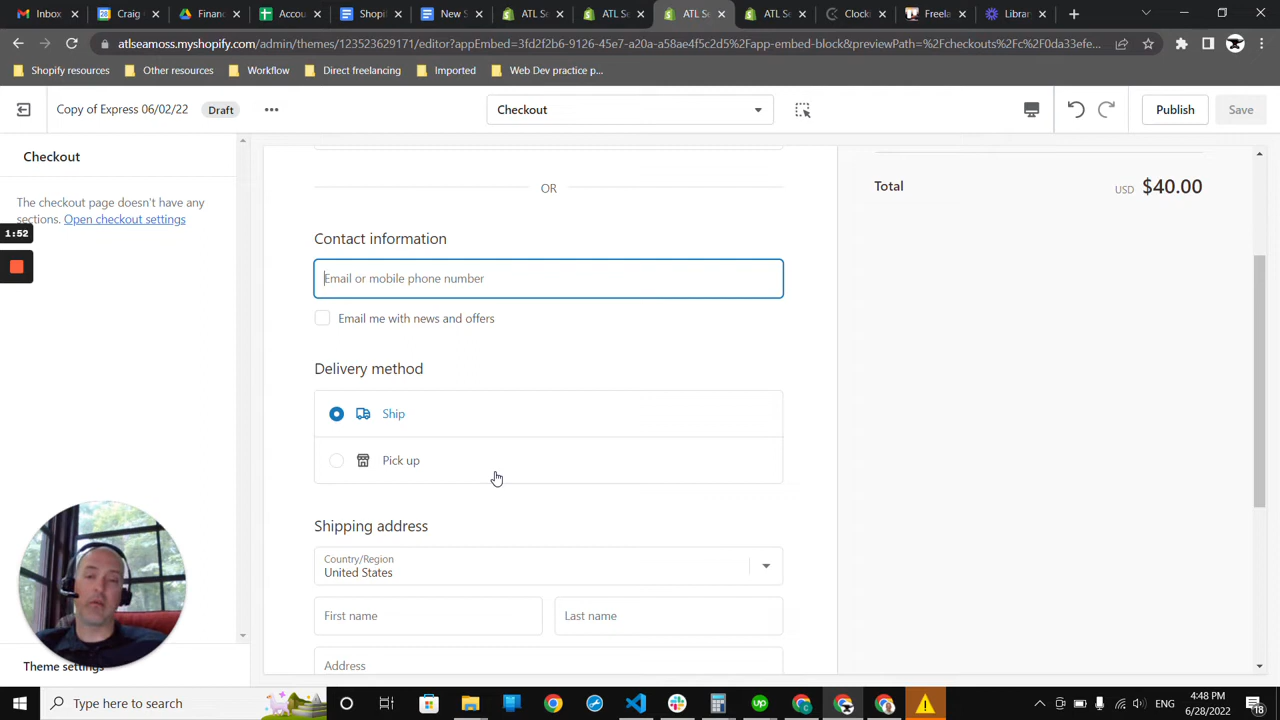 Inbox
Craig
Financ
Accou
Shopi
New S
ATL Se
ATL Se
ATL Se
ATL Se
Clocki
Freela
Librar
atlseamoss.myshopify.com/admin/themes/123523629171/editor?appEmbed=3fd2f2b6-9126-45e7-a20a-a58ae4f5c2d5%2Fapp-embed-block&previewPath=%2Fcheckouts%2Fc%2F0da33efe...
Shopify resources
Other resources
Workflow
Direct freelancing
Imported
Web Dev practice p...
Copy of Express 06/02/22
Draft
Checkout
Publish
Save
Checkout
The checkout page doesn't have any
sections. Open checkout settings
1:52
OR
Contact information
Email or mobile phone number
Email me with news and offers
Delivery method
Ship
Pick up
Shipping address
Country/Region
United States
First name
Last name
Address
Total
USD $40.00
Theme settings
Type here to search
ENG
4:48 PM
6/28/2022
18